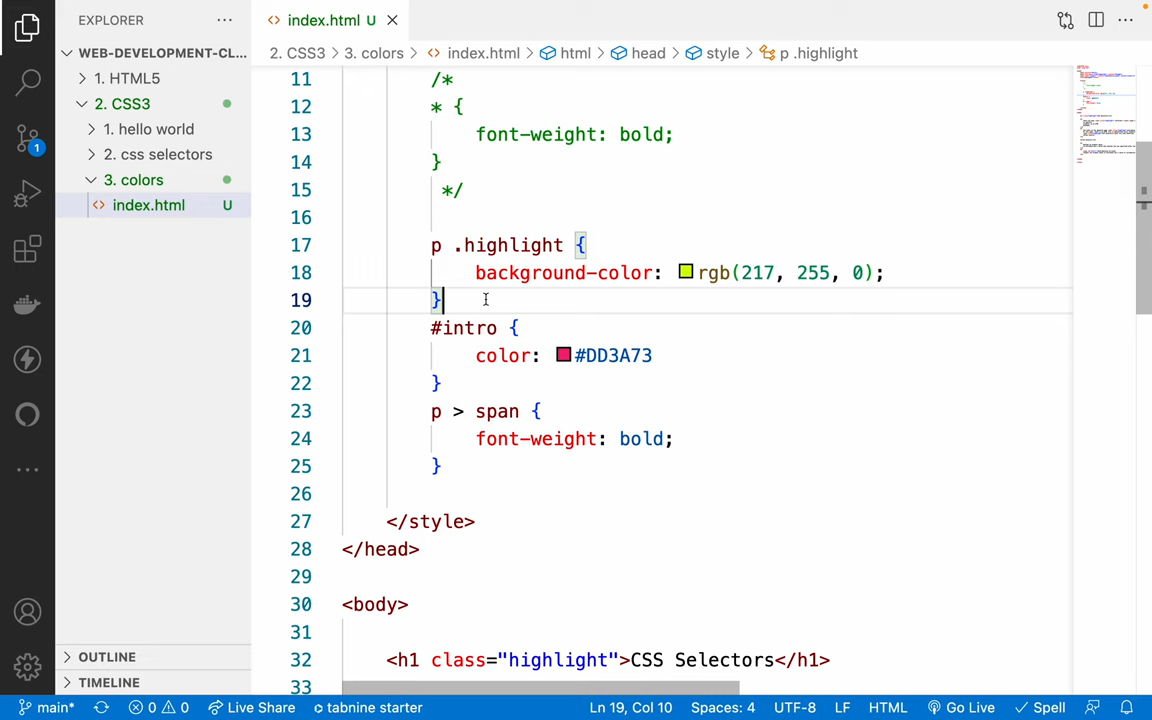 EXPLORER
index.html U
WEB-DEVELOPMENT-CL...
2. CSS3 > 3. colors > index.html > html > head > style > p .highlight
1. HTML5
2. CSS3
1. hello world
2. css selectors
3. colors
index.html U
OUTLINE
TIMELINE
1
11 /*
12 * {
13 font-weight: bold;
14 }
15 */
16
17 p .highlight {
18 background-color: rgb(217, 255, 0);
19 }
20 #intro {
21 color: #DD3A73
22 }
23 p > span {
24 font-weight: bold;
25 }
26
27 </style>
28 </head>
29
30 <body>
31
32 <h1 class="highlight">CSS Selectors</h1>
33
main* 0 0 Live Share tabnine starter Ln 19, Col 10 Spaces: 4 UTF-8 LF HTML Go Live Spell